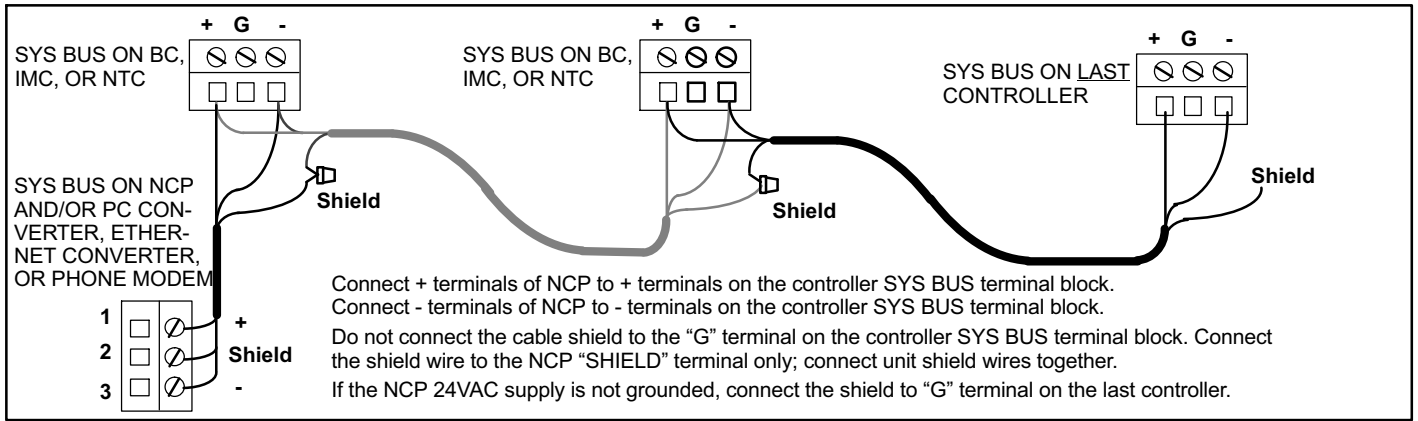 + G -
SYS BUS ON BC,
IMC, OR NTC
+ G -
SYS BUS ON BC,
IMC, OR NTC
+ G -
SYS BUS ON LAST
CONTROLLER
Shield
Shield
Shield
SYS BUS ON NCP
AND/OR PC CON-
VERTER, ETHER-
NET CONVERTER,
OR PHONE MODEM
1
+
2
Shield
3
-
Connect + terminals of NCP to + terminals on the controller SYS BUS terminal block.
Connect - terminals of NCP to - terminals on the controller SYS BUS terminal block.
Do not connect the cable shield to the “G” terminal on the controller SYS BUS terminal block. Connect
the shield wire to the NCP “SHIELD” terminal only; connect unit shield wires together.
If the NCP 24VAC supply is not grounded, connect the shield to “G” terminal on the last controller.